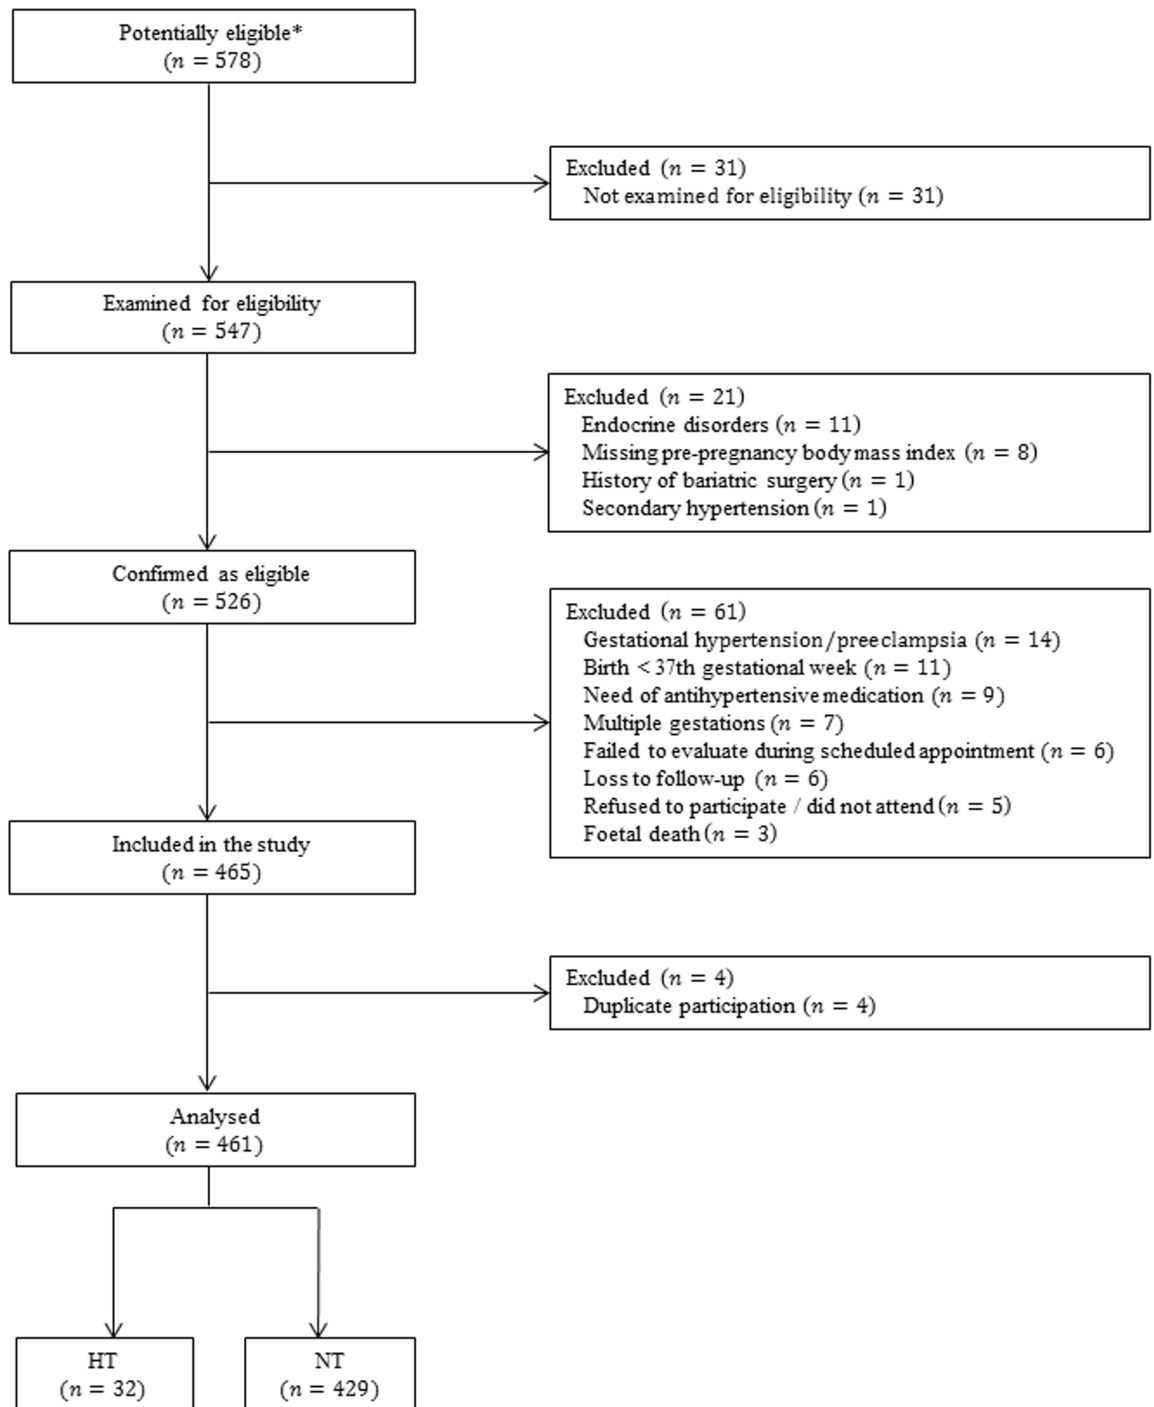 Potentially eligible*
(n = 578)
Excluded (n = 31)
Not examined for eligibility (n = 31)
Examined for eligibility
(n = 547)
Excluded (n = 21)
Endocrine disorders (n = 11)
Missing pre-pregnancy body mass index (n = 8)
History of bariatric surgery (n = 1)
Secondary hypertension (n = 1)
Confirmed as eligible
(n = 526)
Excluded (n = 61)
Gestational hypertension/preeclampsia (n = 14)
Birth < 37th gestational week (n = 11)
Need of antihypertensive medication (n = 9)
Multiple gestations (n = 7)
Failed to evaluate during scheduled appointment (n = 6)
Loss to follow-up (n = 6)
Refused to participate / did not attend (n = 5)
Foetal death (n = 3)
Included in the study
(n = 465)
Excluded (n = 4)
Duplicate participation (n = 4)
Analysed
(n = 461)
HT
(n = 32)
NT
(n = 429)